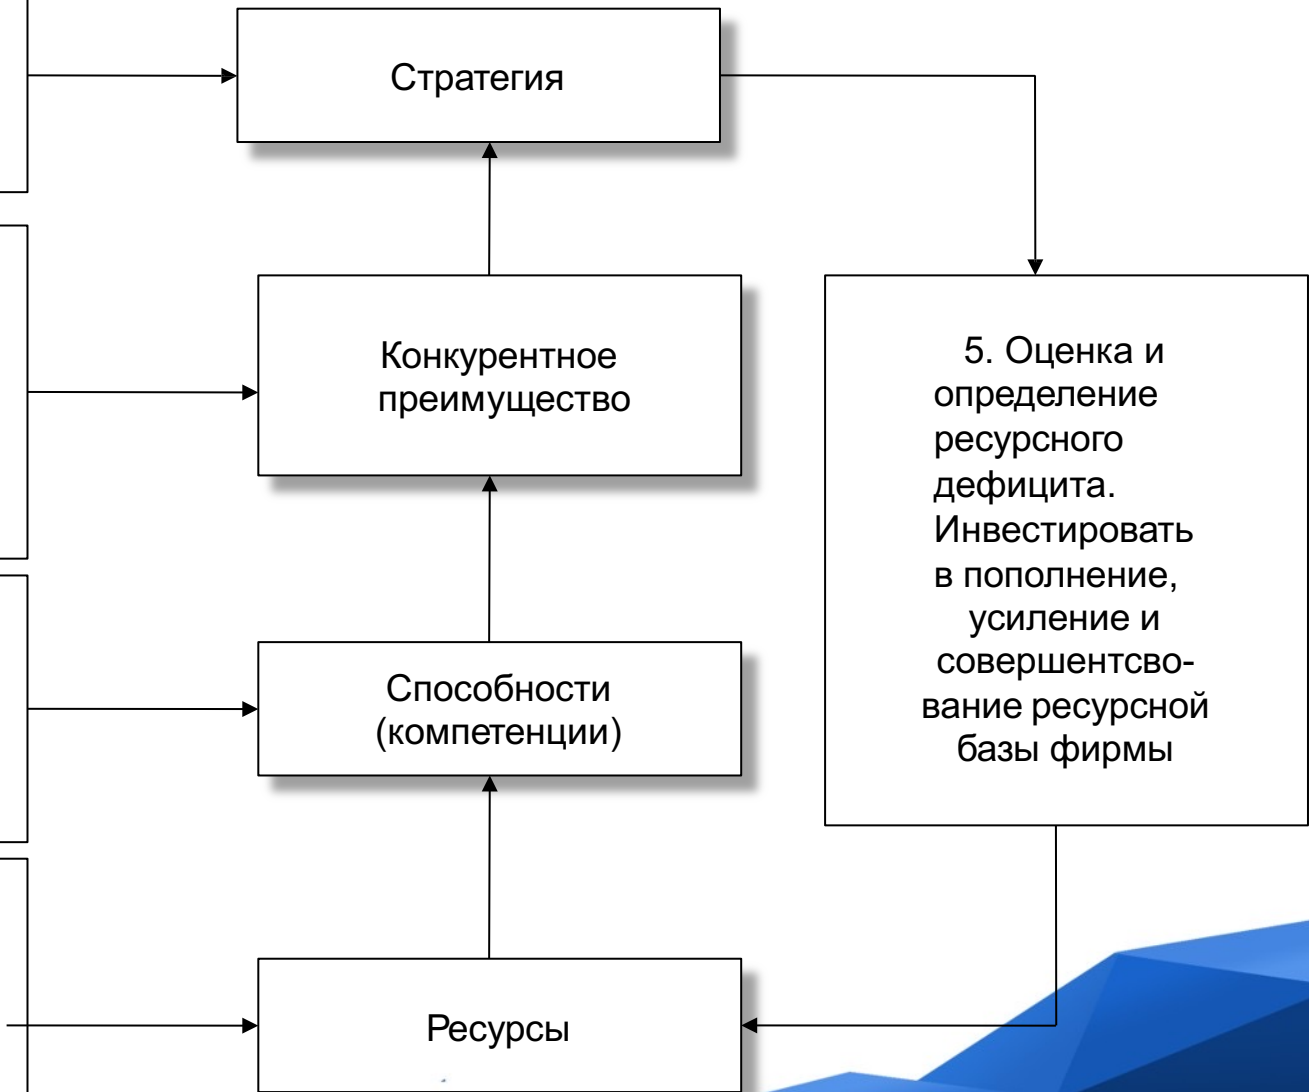 Стратегия
Конкурентное
преимущество
5. Оценка и
определение
ресурсного
дефицита.
Инвестировать
в пополнение,
усиление и
совершентсво-
вание ресурсной
базы фирмы
Способности
(компетенции)
Ресурсы